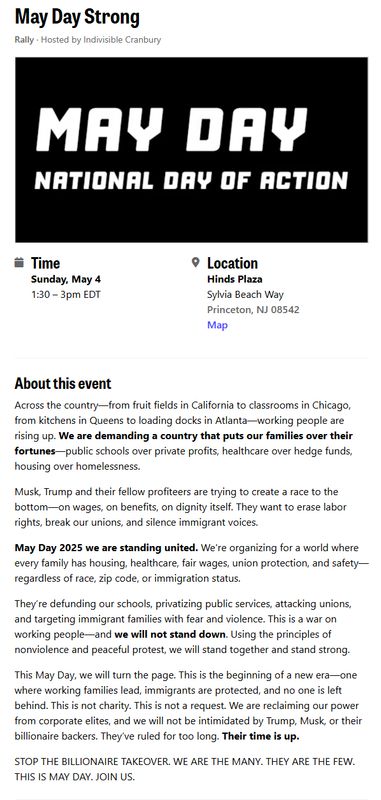 May Day Strong
Rally · Hosted by Indivisible Cranbury
MAY DAY
NATIONAL DAY OF ACTION
Time
Sunday, May 4
1:30 – 3pm EDT
Location
Hinds Plaza
Sylvia Beach Way
Princeton, NJ 08542
Map
About this event
Across the country—from fruit fields in California to classrooms in Chicago,
from kitchens in Queens to loading docks in Atlanta—working people are
rising up. We are demanding a country that puts our families over their
fortunes—public schools over private profits, healthcare over hedge funds,
housing over homelessness.
Musk, Trump and their fellow profiteers are trying to create a race to the
bottom—on wages, on benefits, on dignity itself. They want to erase labor
rights, break our unions, and silence immigrant voices.
May Day 2025 we are standing united. We're organizing for a world where
every family has housing, healthcare, fair wages, union protection, and safety—
regardless of race, zip code, or immigration status.
They're defunding our schools, privatizing public services, attacking unions,
and targeting immigrant families with fear and violence. This is a war on
working people—and we will not stand down. Using the principles of
nonviolence and peaceful protest, we will stand together and stand strong.
This May Day, we will turn the page. This is the beginning of a new era—one
where working families lead, immigrants are protected, and no one is left
behind. This is not charity. This is not a request. We are reclaiming our power
from corporate elites, and we will not be intimidated by Trump, Musk, or their
billionaire backers. They've ruled for too long. Their time is up.
STOP THE BILLIONAIRE TAKEOVER. WE ARE THE MANY. THEY ARE THE FEW.
THIS IS MAY DAY. JOIN US.